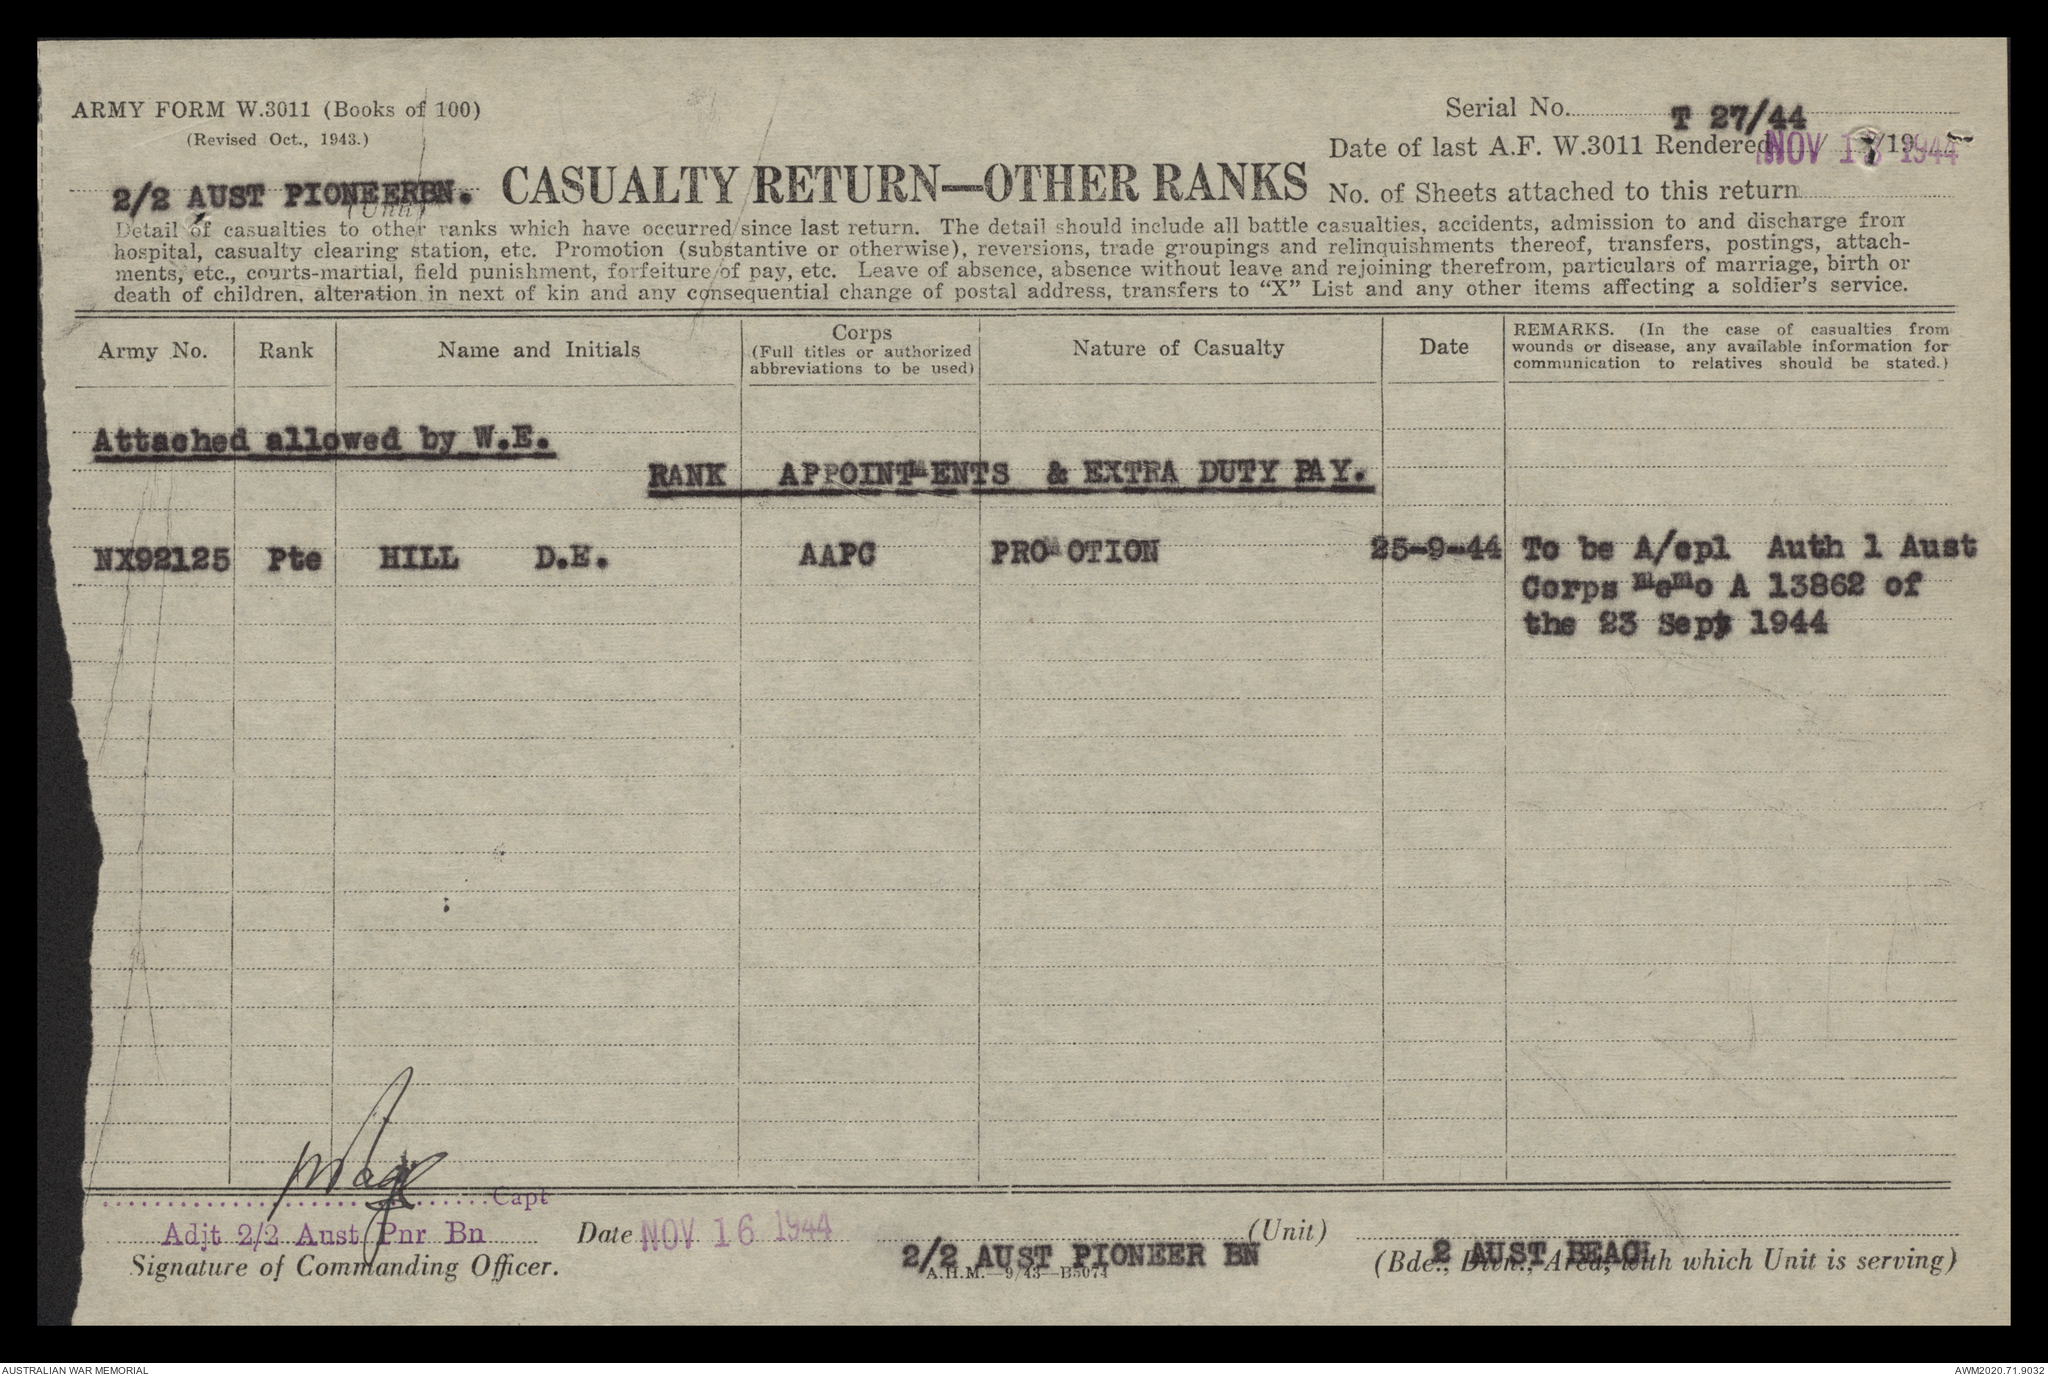 ARMY FORM W.3011 (Books of 100)
(Revised Oct., 1943.)
Serial No. T 27/44
Date of last A.F. W.3011 Rendered NOV 1 / /19 1944
No. of Sheets attached to this return
2/2 AUST PIONEERBN.
(Unit)
CASUALTY RETURN—OTHER RANKS
Detail of casualties to other ranks which have occurred since last return. The detail should include all battle casualties, accidents, admission to and discharge from
hospital, casualty clearing station, etc. Promotion (substantive or otherwise), reversions, trade groupings and relinquishments thereof, transfers, postings, attach-
ments, etc., courts-martial, field punishment, forfeiture of pay, etc. Leave of absence, absence without leave and rejoining therefrom, particulars of marriage, birth or
death of children, alteration in next of kin and any consequential change of postal address, transfers to "X" List and any other items affecting a soldier's service.
Army No.
Rank
Name and Initials
Corps
(Full titles or authorized
abbreviations to be used)
Nature of Casualty
Date
REMARKS. (In the case of casualties from
wounds or disease, any available information for
communication to relatives should be stated.)
Attached allowed by W.E.
RANK APPOINTMENTS & EXTRA DUTY PAY.
NX92125 Pte HILL D.E. AAPC PROMOTION 25-9-44 To be A/cpl Auth 1 Aust
Corps memo A 13862 of
the 23 Sept 1944
Capt
Adjt 2/2 Aust Pnr Bn
Signature of Commanding Officer.
Date NOV 16 1944
(Unit)
2/2 AUST PIONEER BN
A.H.M.—9/43—B5074
2 AUST BEACH
(Bde., Divn., Area, with which Unit is serving)
AUSTRALIAN WAR MEMORIAL
AWM2020.71.9032